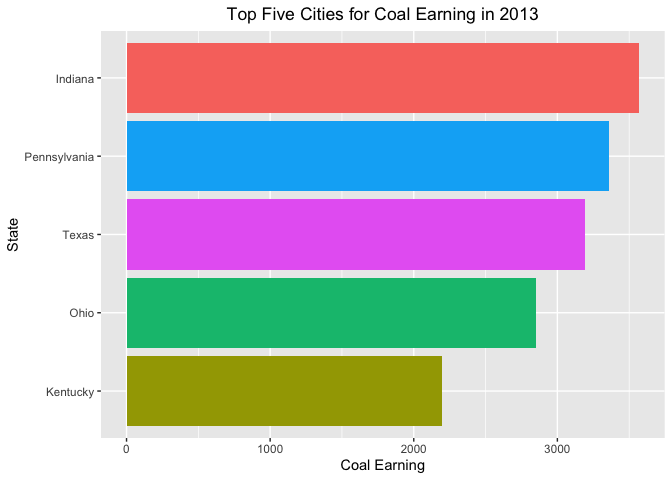 Top Five Cities for Coal Earning in 2013
Indiana
Pennsylvania
Texas
Ohio
Kentucky
State
0 1000 2000 3000
Coal Earning